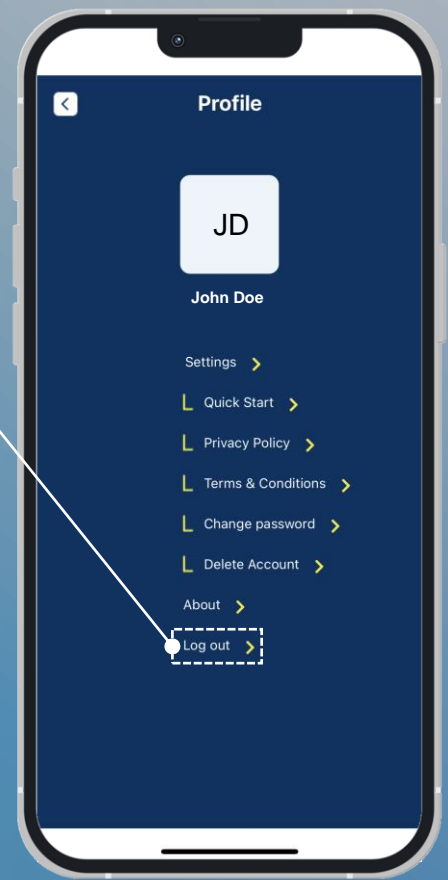 Profile
JD
John Doe
Settings
Quick Start
Privacy Policy
Terms & Conditions
Change password
Delete Account
About
Log out